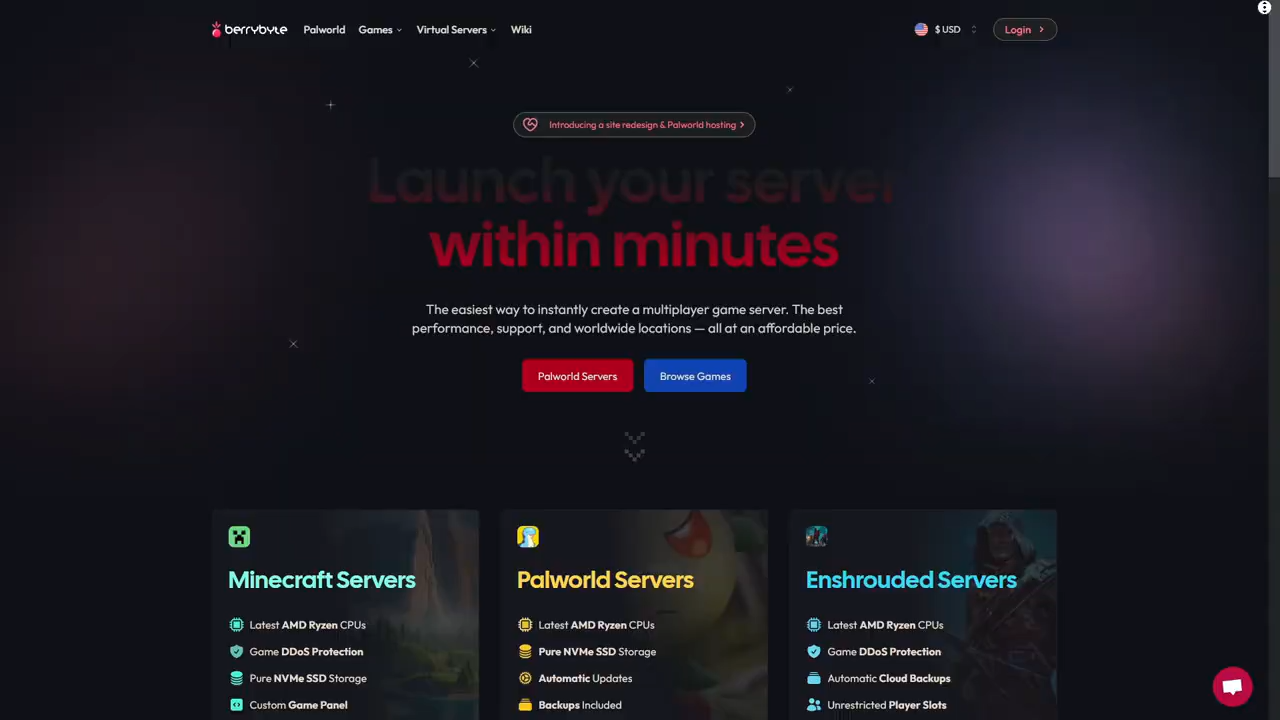 berrybyte Palworld Games Virtual Servers Wiki $ USD Login
Introducing a site redesign & Palworld hosting
Launch your server
within minutes
The easiest way to instantly create a multiplayer game server. The best
performance, support, and worldwide locations — all at an affordable price.
Palworld Servers Browse Games
Minecraft Servers
Latest AMD Ryzen CPUs
Game DDoS Protection
Pure NVMe SSD Storage
Custom Game Panel
Palworld Servers
Latest AMD Ryzen CPUs
Pure NVMe SSD Storage
Automatic Updates
Backups Included
Enshrouded Servers
Latest AMD Ryzen CPUs
Game DDoS Protection
Automatic Cloud Backups
Unrestricted Player Slots